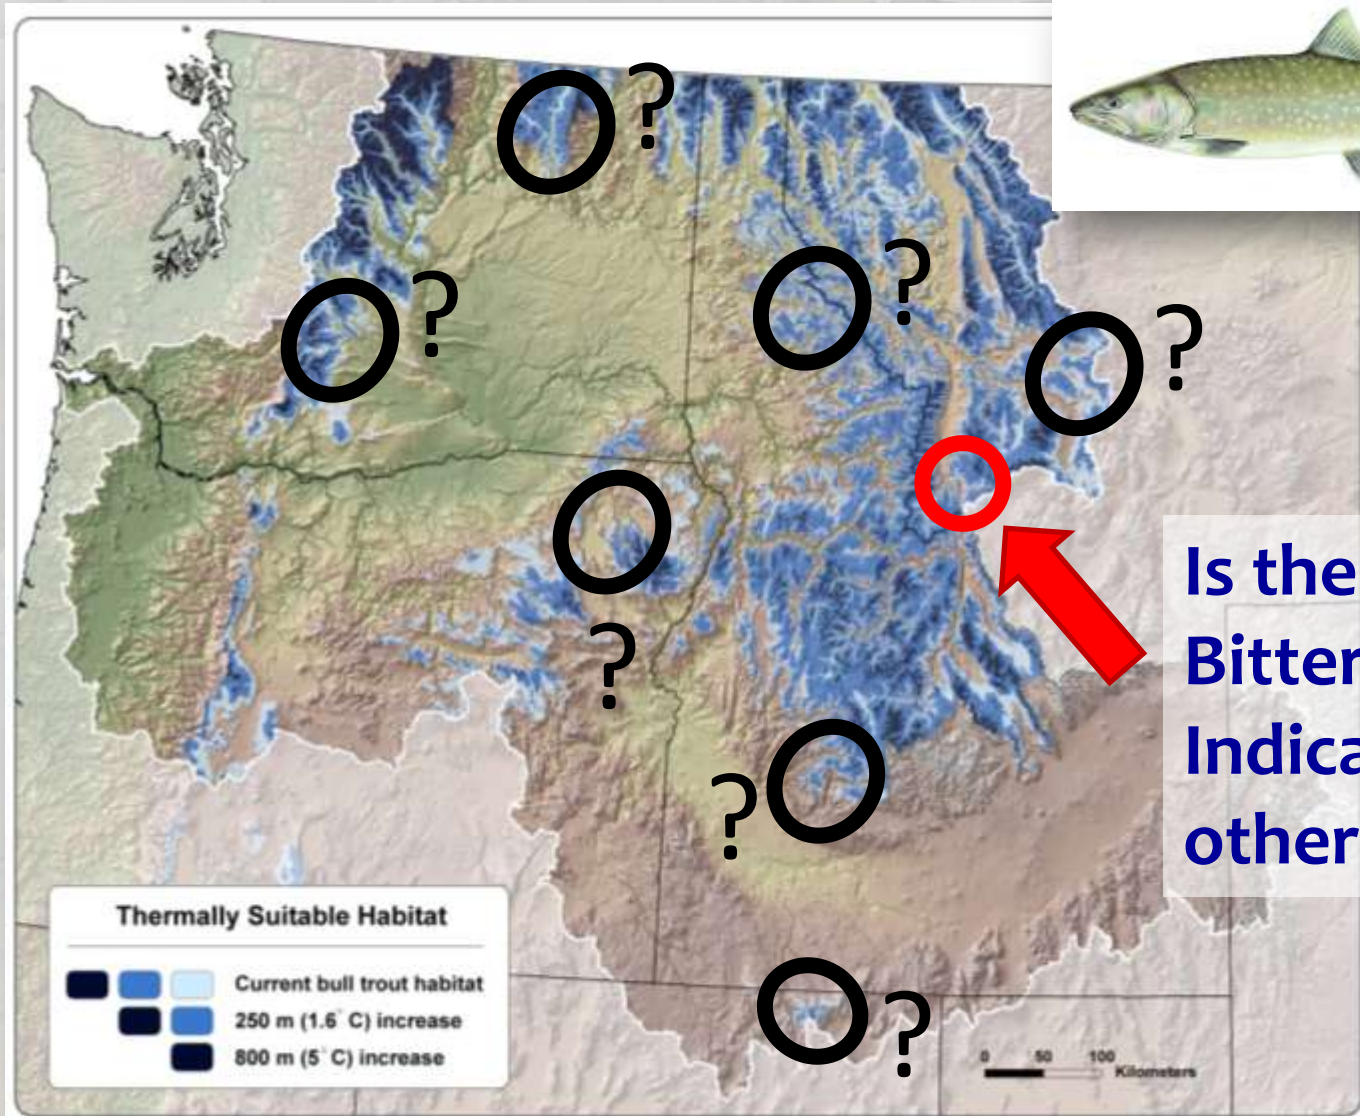 ?
?
?
?
?
?
?
Is the
Bitter
Indica
other
Thermally Suitable Habitat
Current bull trout habitat
250 m (1.6° C) increase
800 m (5° C) increase
0 50 100
Kilometers